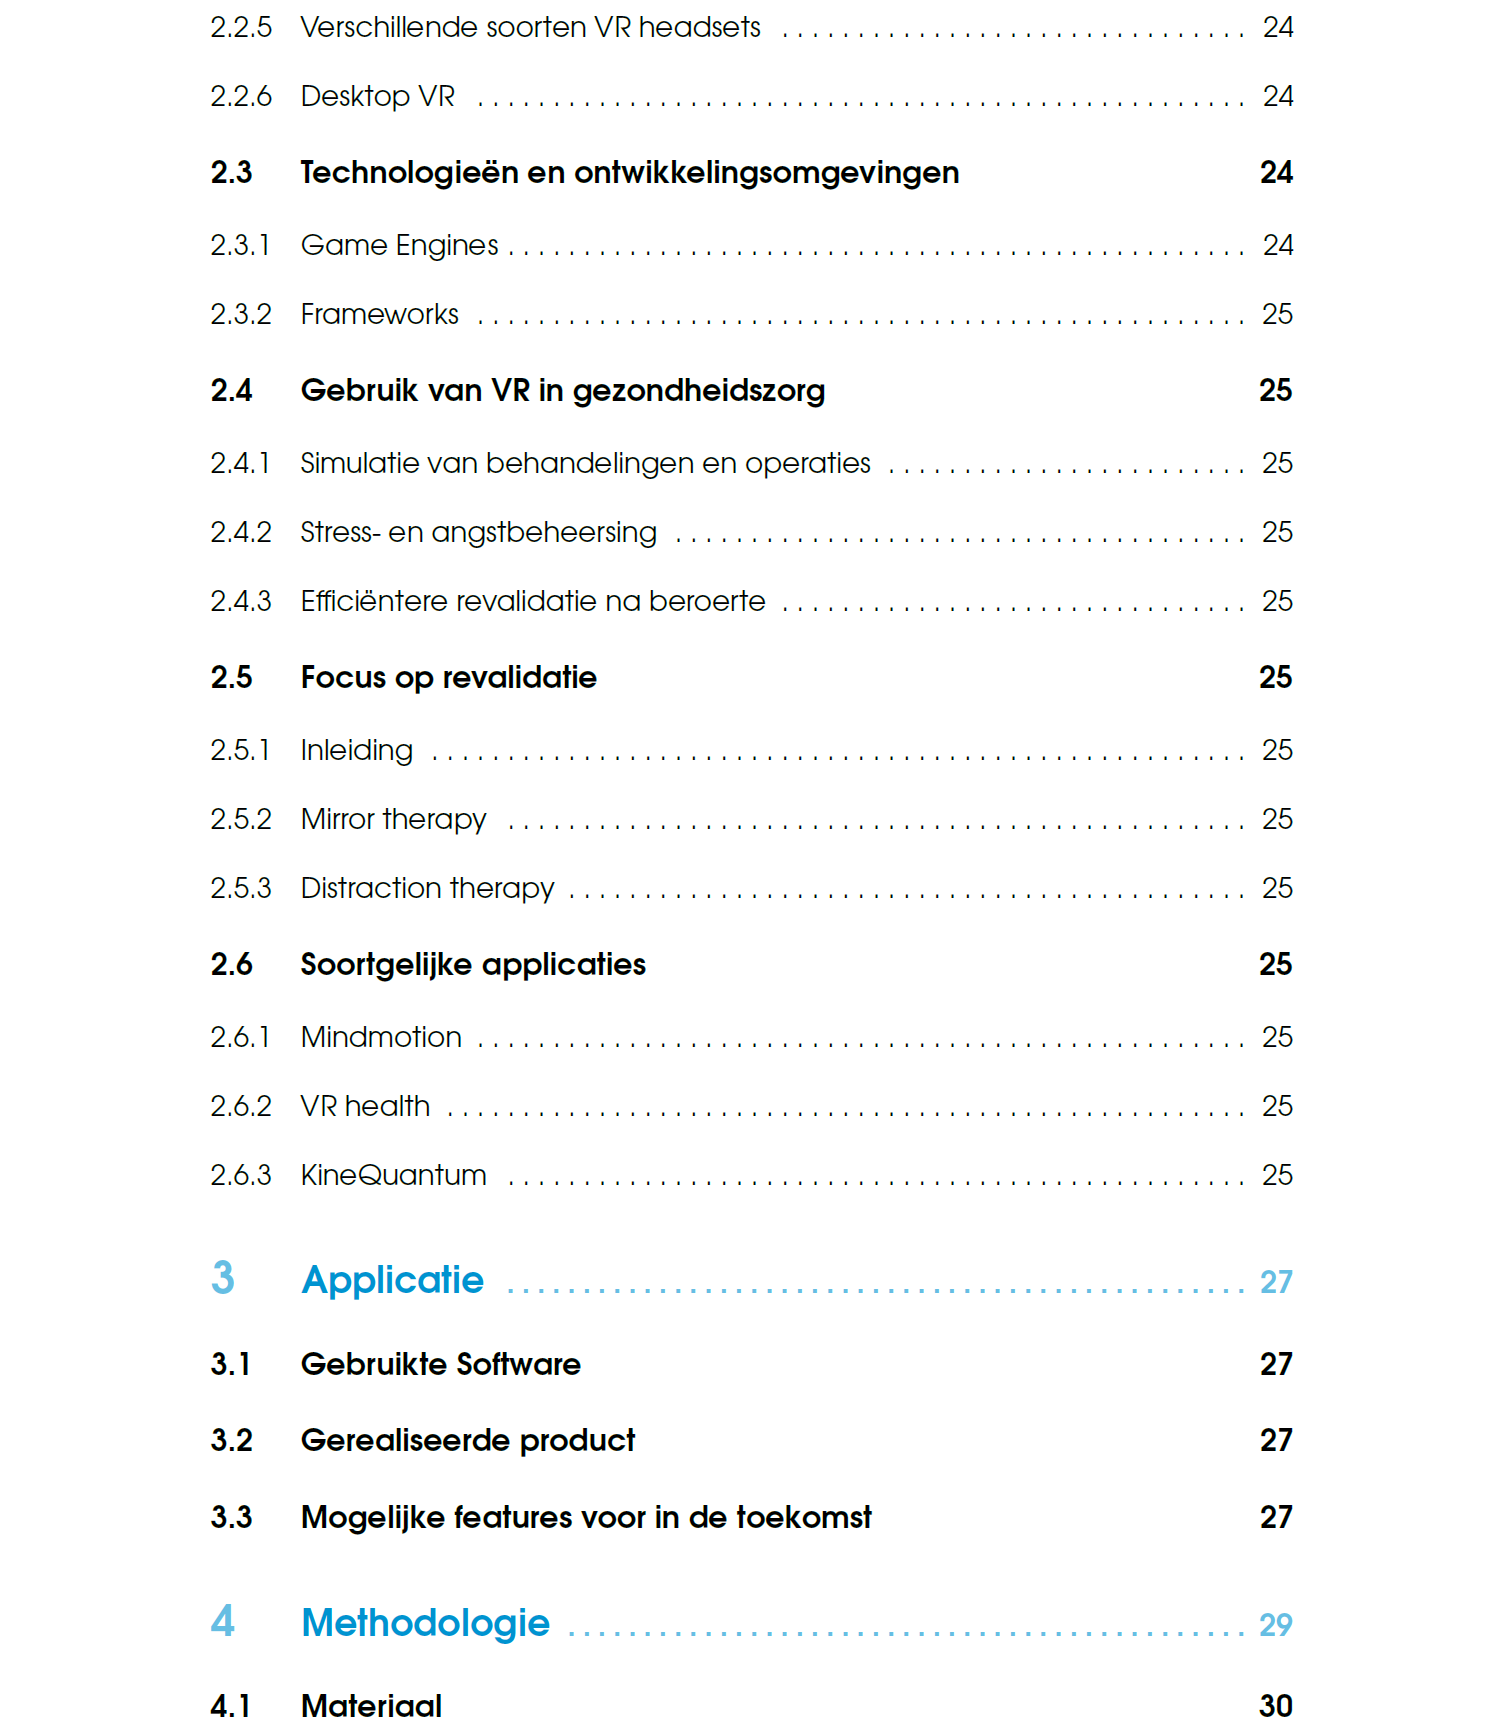 2.2.5 Verschillende soorten VR headsets . . . . . . . . . . . . . . . . . . . . . . . . . . . . . . . 24
2.2.6 Desktop VR . . . . . . . . . . . . . . . . . . . . . . . . . . . . . . . . . . . . . . . . . . . . . . . . . . . 24
2.3 Technologieën en ontwikkelingsomgevingen 24
2.3.1 Game Engines . . . . . . . . . . . . . . . . . . . . . . . . . . . . . . . . . . . . . . . . . . . . . . . . . 24
2.3.2 Frameworks . . . . . . . . . . . . . . . . . . . . . . . . . . . . . . . . . . . . . . . . . . . . . . . . . . . 25
2.4 Gebruik van VR in gezondheidszorg 25
2.4.1 Simulatie van behandelingen en operaties . . . . . . . . . . . . . . . . . . . . . . . . 25
2.4.2 Stress- en angstbeheersing . . . . . . . . . . . . . . . . . . . . . . . . . . . . . . . . . . . . . . 25
2.4.3 Efficiëntere revalidatie na beroerte . . . . . . . . . . . . . . . . . . . . . . . . . . . . . . . 25
2.5 Focus op revalidatie 25
2.5.1 Inleiding . . . . . . . . . . . . . . . . . . . . . . . . . . . . . . . . . . . . . . . . . . . . . . . . . . . . . . 25
2.5.2 Mirror therapy . . . . . . . . . . . . . . . . . . . . . . . . . . . . . . . . . . . . . . . . . . . . . . . . . 25
2.5.3 Distraction therapy . . . . . . . . . . . . . . . . . . . . . . . . . . . . . . . . . . . . . . . . . . . . . 25
2.6 Soortgelijke applicaties 25
2.6.1 Mindmotion . . . . . . . . . . . . . . . . . . . . . . . . . . . . . . . . . . . . . . . . . . . . . . . . . . . 25
2.6.2 VR health . . . . . . . . . . . . . . . . . . . . . . . . . . . . . . . . . . . . . . . . . . . . . . . . . . . . . 25
2.6.3 KineQuantum . . . . . . . . . . . . . . . . . . . . . . . . . . . . . . . . . . . . . . . . . . . . . . . . . 25
3 Applicatie . . . . . . . . . . . . . . . . . . . . . . . . . . . . . . . . . . . . . . . . . . . . . . . . . 27
3.1 Gebruikte Software 27
3.2 Gerealiseerde product 27
3.3 Mogelijke features voor in de toekomst 27
4 Methodologie . . . . . . . . . . . . . . . . . . . . . . . . . . . . . . . . . . . . . . . . . . . . . 29
4.1 Materiaal 30